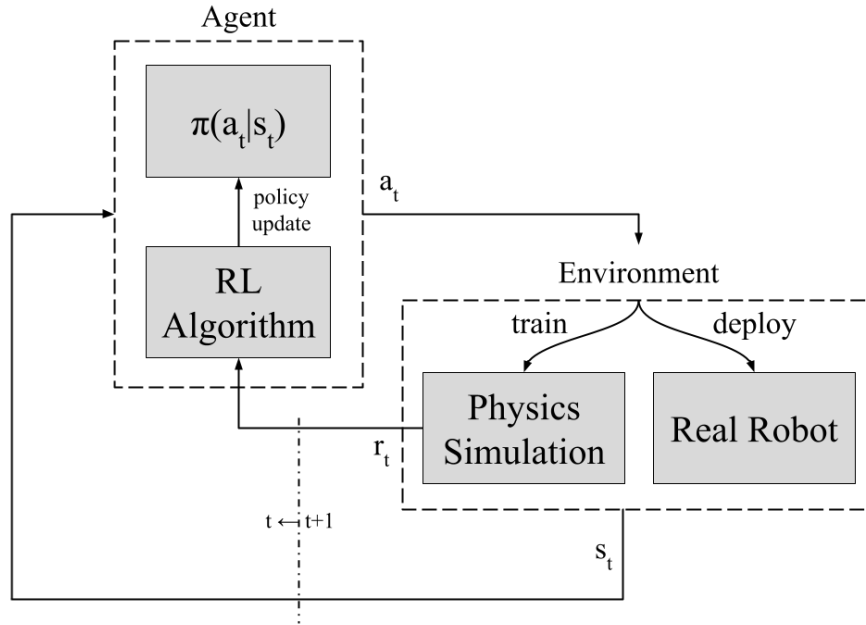 Agent
π(a_t|s_t)
policy
update
RL
Algorithm
a_t
Environment
train
deploy
Physics
Simulation
Real Robot
r_t
t ← t+1
s_t